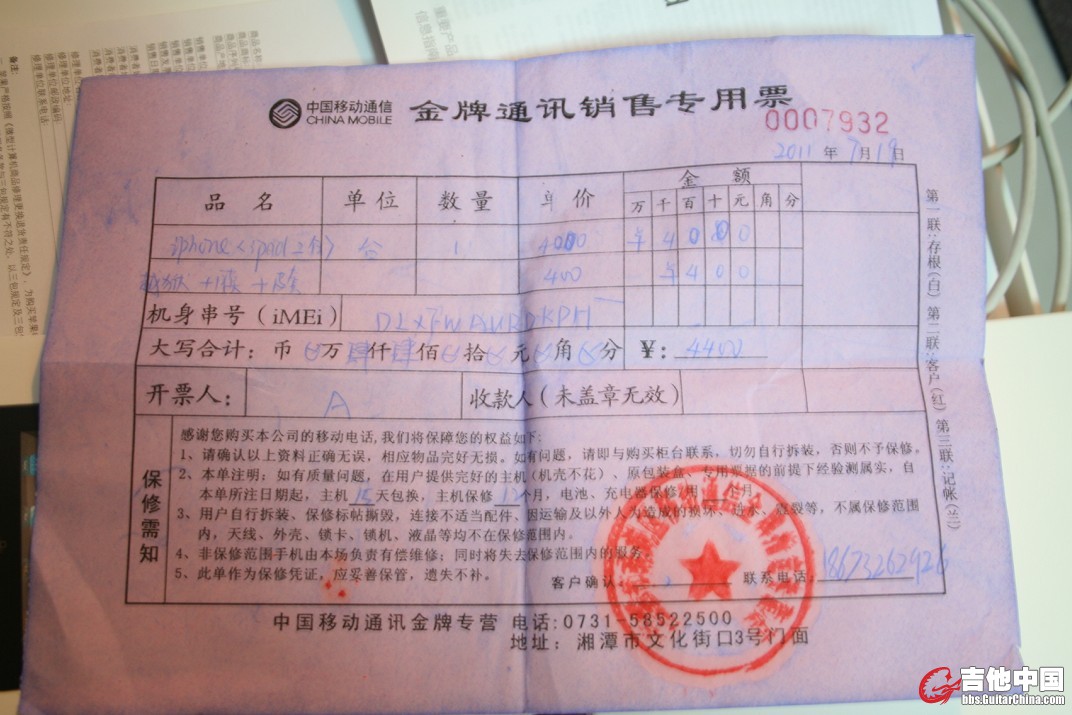 中国移动通信
CHINA MOBILE
金牌通讯销售专用票
0007932
2011 年 7 月 19 日
品名 单位 数量 单价 金额
万 千 百 十 元 角 分
台 1 4000 ¥ 4 0 0 0
400 ¥ 4 0 0
机身串号（iMEi）
大写合计：币 万 肆 仟 肆 佰 拾 元 角 分 ¥：4400
开票人： A 收款人（未盖章无效）
保修需知
感谢您购买本公司的移动电话,我们将保障您的权益如下:
1、请确认以上资料正确无误，相应物品完好无损。如有问题，请即与购买柜台联系，切勿自行拆装，否则不予保修。
2、本单注明：如有质量问题，在用户提供完好的主机（机壳不花）、原包装盒、专用票据的前提下经验测属实，自
本单所注日期起，主机 15 天包换，主机保修 12 个月，电池、充电器保修
3、用户自行拆装、保修标帖撕毁，连接不适当配件、因运输及以外人为造成的损坏、进水、意裂等，不属保修范围
内，天线、外壳、锁卡、锁机、液晶等均不在保修范围内。
4、非保修范围手机由本场负责有偿维修；同时将失去保修范围内的服务。
5、此单作为保修凭证，应妥善保管，遗失不补。
客户确认： 联系电话：18673262926
中国移动通讯金牌专营 电话:0731-58522500
地址：湘潭市文化街口3号门面
第一联:存根(白) 第二联:客户(红) 第三联:记帐(兰)
吉他中国
bbs.GuitarChina.com